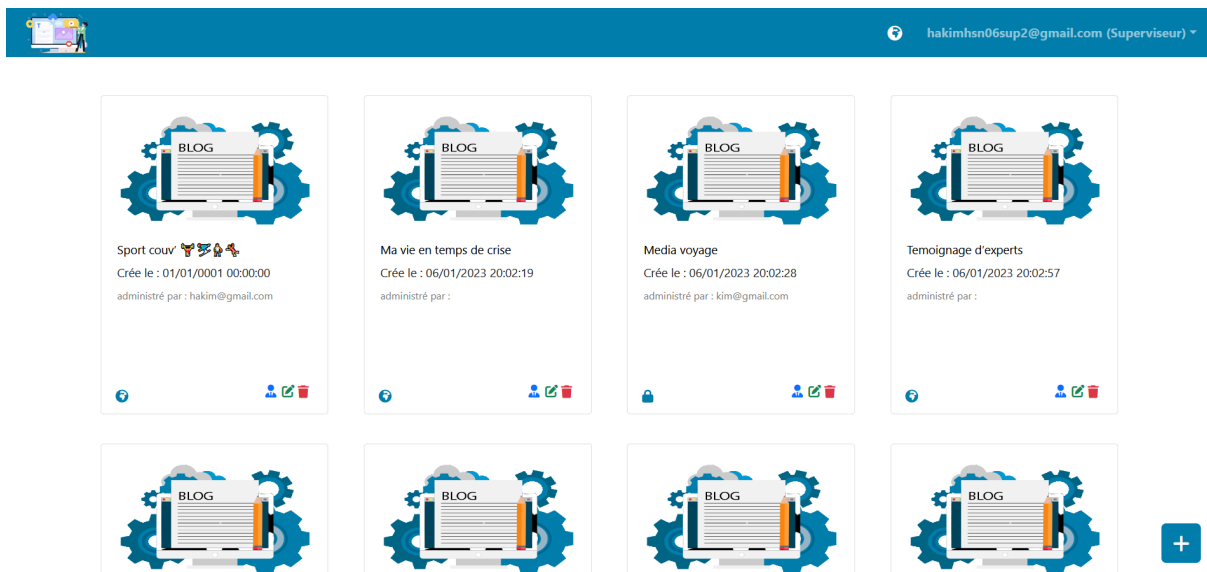 hakimhsn06sup2@gmail.com (Superviseur)
BLOG
BLOG
BLOG
BLOG
Sport couv'
Ma vie en temps de crise
Media voyage
Temoignage d'experts
Crée le : 01/01/0001 00:00:00
Crée le : 06/01/2023 20:02:19
Crée le : 06/01/2023 20:02:28
Crée le : 06/01/2023 20:02:57
administré par : hakim@gmail.com
administré par :
administré par : kim@gmail.com
administré par :
BLOG
BLOG
BLOG
BLOG
+